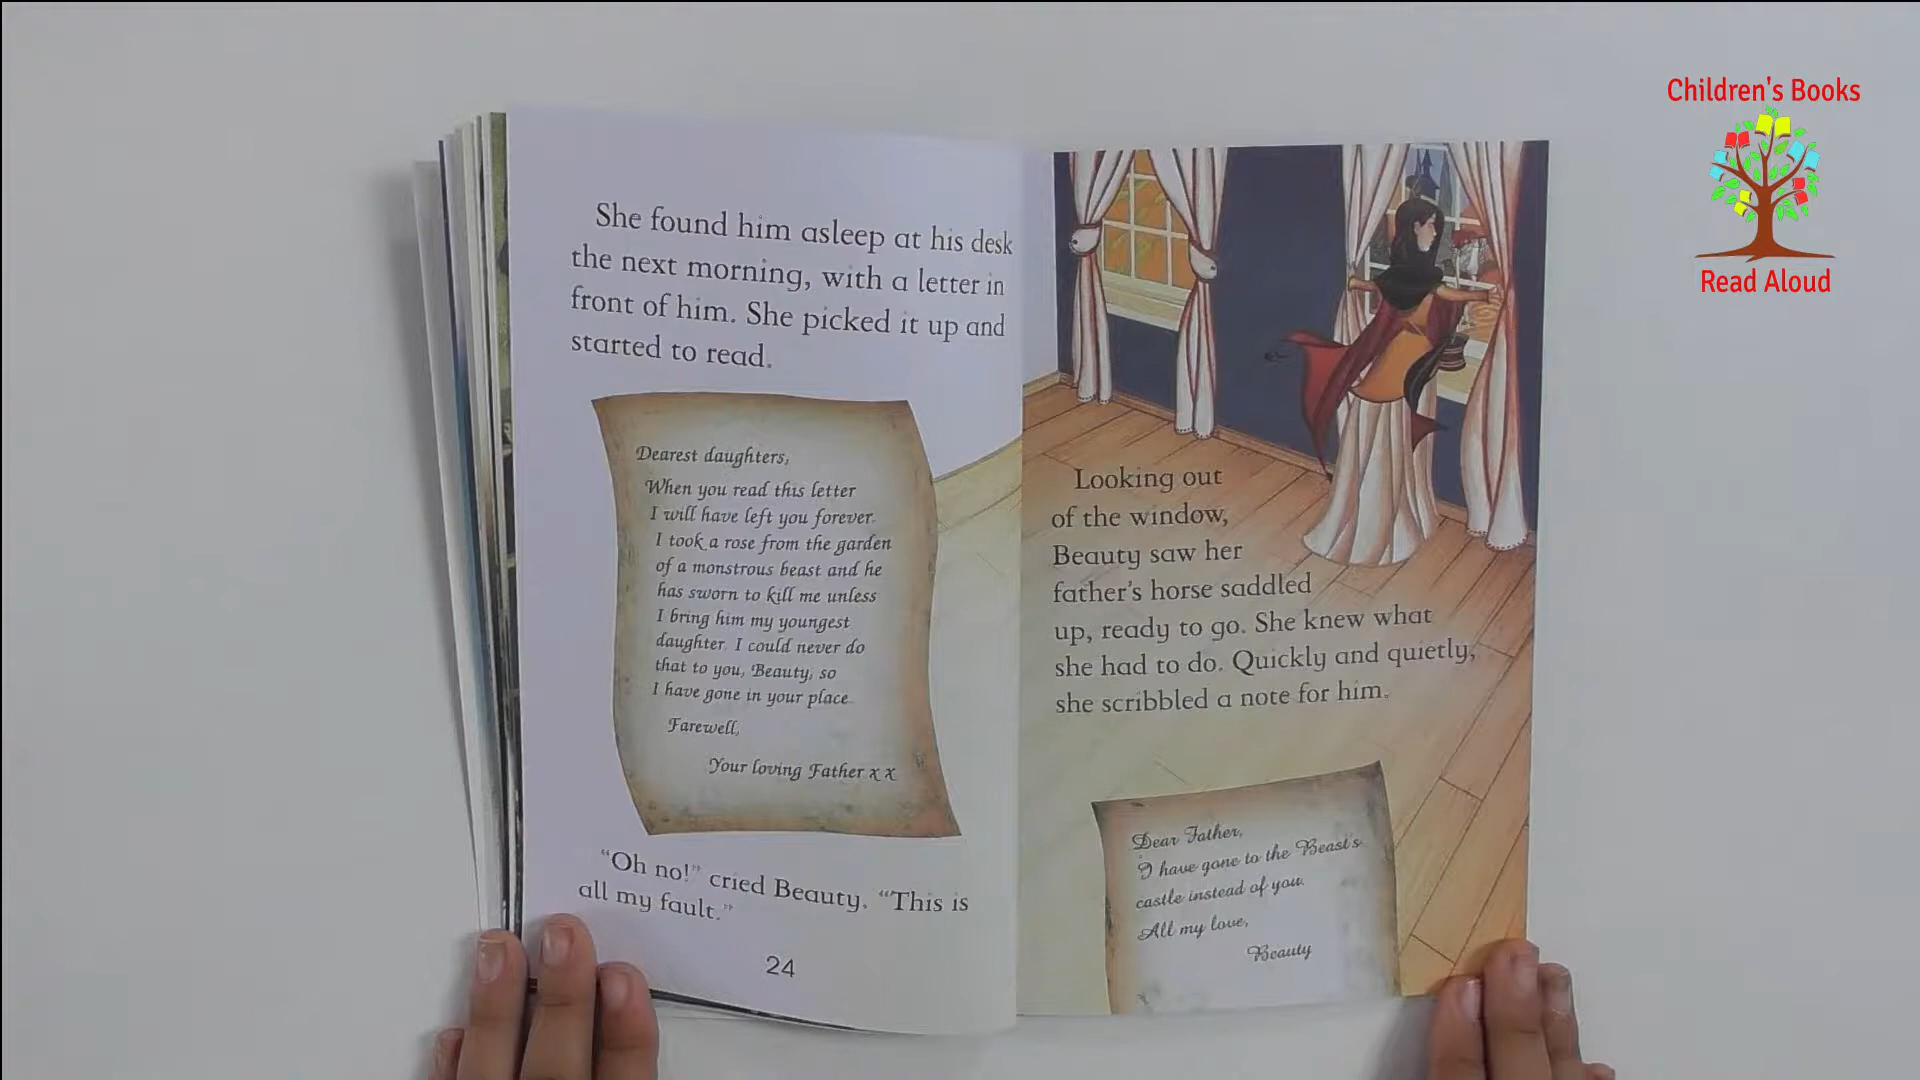 She found him asleep at his desk
the next morning, with a letter in
front of him. She picked it up and
started to read.
Dearest daughters,
When you read this letter
I will have left you forever.
I took a rose from the garden
of a monstrous beast and he
has sworn to kill me unless
I bring him my youngest
daughter. I could never do
that to you, Beauty, so
I have gone in your place.
Farewell,
Your loving Father x x
“Oh no!” cried Beauty. “This is
all my fault.”
24
Looking out
of the window,
Beauty saw her
father’s horse saddled
up, ready to go. She knew what
she had to do. Quickly and quietly,
she scribbled a note for him.
Dear Father,
I have gone to the Beast’s
castle instead of you.
All my love,
Beauty
Children's Books
Read Aloud